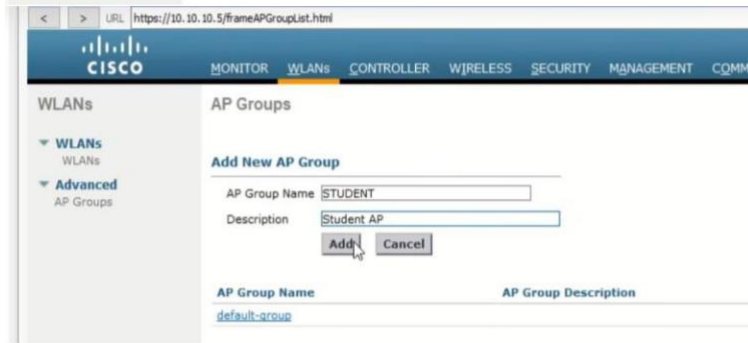 < > URL https://10.10.10.5/frameAPGroupList.html
CISCO
MONITOR WLANs CONTROLLER WIRELESS SECURITY MANAGEMENT COMM
WLANs
AP Groups
WLANs
WLANs
Advanced
AP Groups
Add New AP Group
AP Group Name STUDENT
Description Student AP
Add Cancel
AP Group Name AP Group Description
default-group